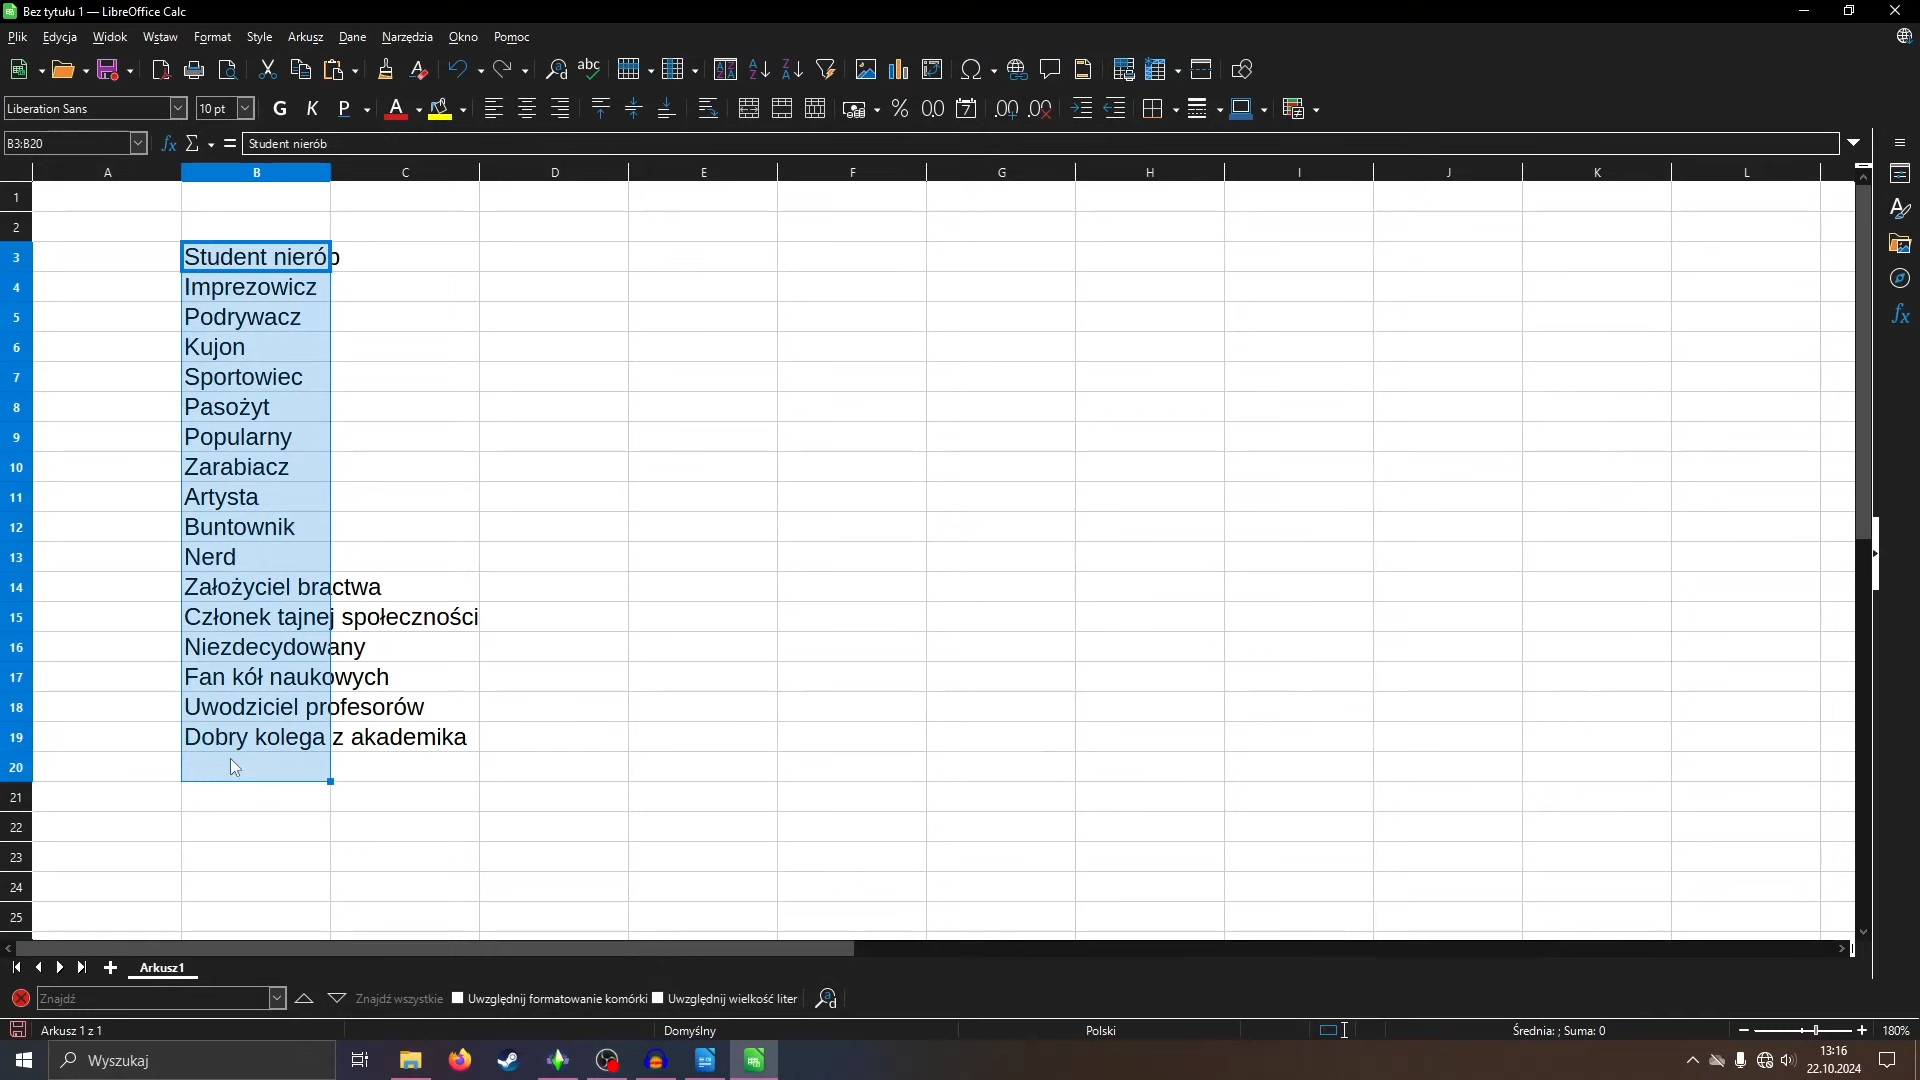 Bez tytułu 1 — LibreOffice Calc
Plik Edycja Widok Wstaw Format Style Arkusz Dane Narzędzia Okno Pomoc
Liberation Sans 10 pt G K P
B3:B20 Student nierób
A B C D E F G H I J K L
1
2
3 Student nierób
4 Imprezowicz
5 Podrywacz
6 Kujon
7 Sportowiec
8 Pasożyt
9 Popularny
10 Zarabiacz
11 Artysta
12 Buntownik
13 Nerd
14 Założyciel bractwa
15 Członek tajnej społeczności
16 Niezdecydowany
17 Fan kół naukowych
18 Uwodziciel profesorów
19 Dobry kolega z akademika
20
21
22
23
24
25
Arkusz1
Znajdź Znajdź wszystkie Uwzględnij formatowanie komórki Uwzględnij wielkość liter
Arkusz 1 z 1 Domyślny Polski Średnia: ; Suma: 0 180%
Wyszukaj 13:16
22.10.2024